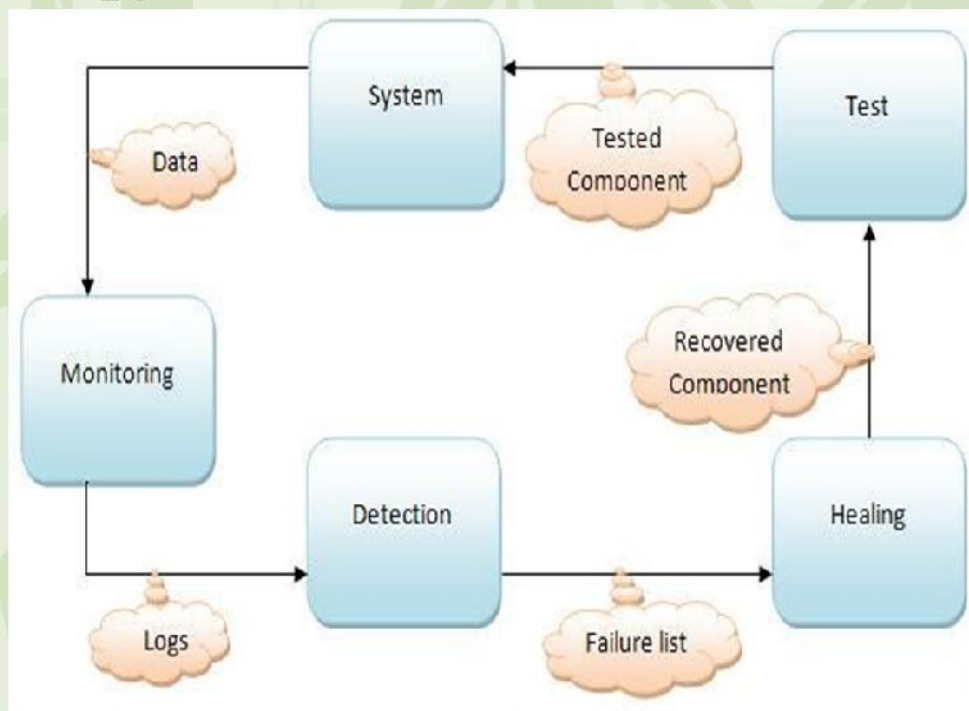 System
Test
Tested
Component
Data
Recovered
Component
Monitoring
Detection
Healing
Logs
Failure list